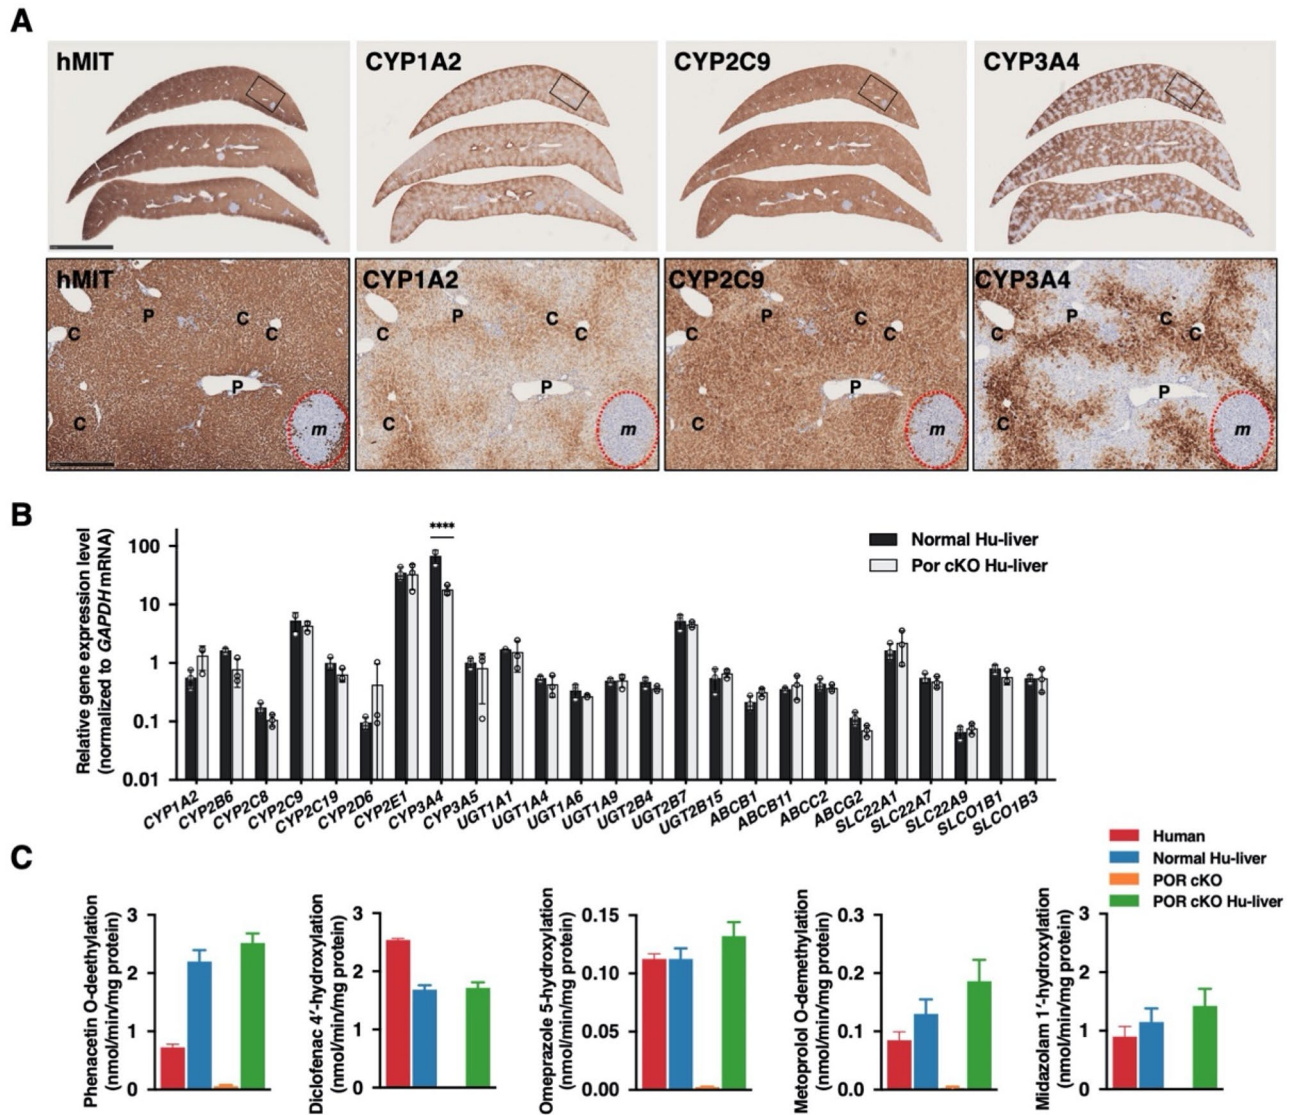 A
hMIT
CYP1A2
CYP2C9
CYP3A4
hMIT
CYP1A2
CYP2C9
CYP3A4
P
C
C
C
P
C
m
P
C
C
C
P
C
m
P
C
C
C
P
C
m
P
C
C
C
P
C
m
B
Relative gene expression level
(normalized to GAPDH mRNA)
100
10
1
0.1
0.01
****
Normal Hu-liver
Por cKO Hu-liver
CYP1A2
CYP2B6
CYP2C8
CYP2C9
CYP2C19
CYP2D6
CYP2E1
CYP3A4
CYP3A5
UGT1A1
UGT1A4
UGT1A6
UGT1A9
UGT2B4
UGT2B7
UGT2B15
ABCB1
ABCB11
ABCC2
ABCG2
SLC22A1
SLC22A7
SLC22A9
SLCO1B1
SLCO1B3
C
Human
Normal Hu-liver
POR cKO
POR cKO Hu-liver
Phenacetin O-deethylation
(nmol/min/mg protein)
3
2
1
0
Diclofenac 4′-hydroxylation
(nmol/min/mg protein)
3
2
1
0
Omeprazole 5-hydroxylation
(nmol/min/mg protein)
0.15
0.10
0.05
0.00
Metoprolol O-demethylation
(nmol/min/mg protein)
0.3
0.2
0.1
0.0
Midazolam 1′-hydroxylation
(nmol/min/mg protein)
3
2
1
0